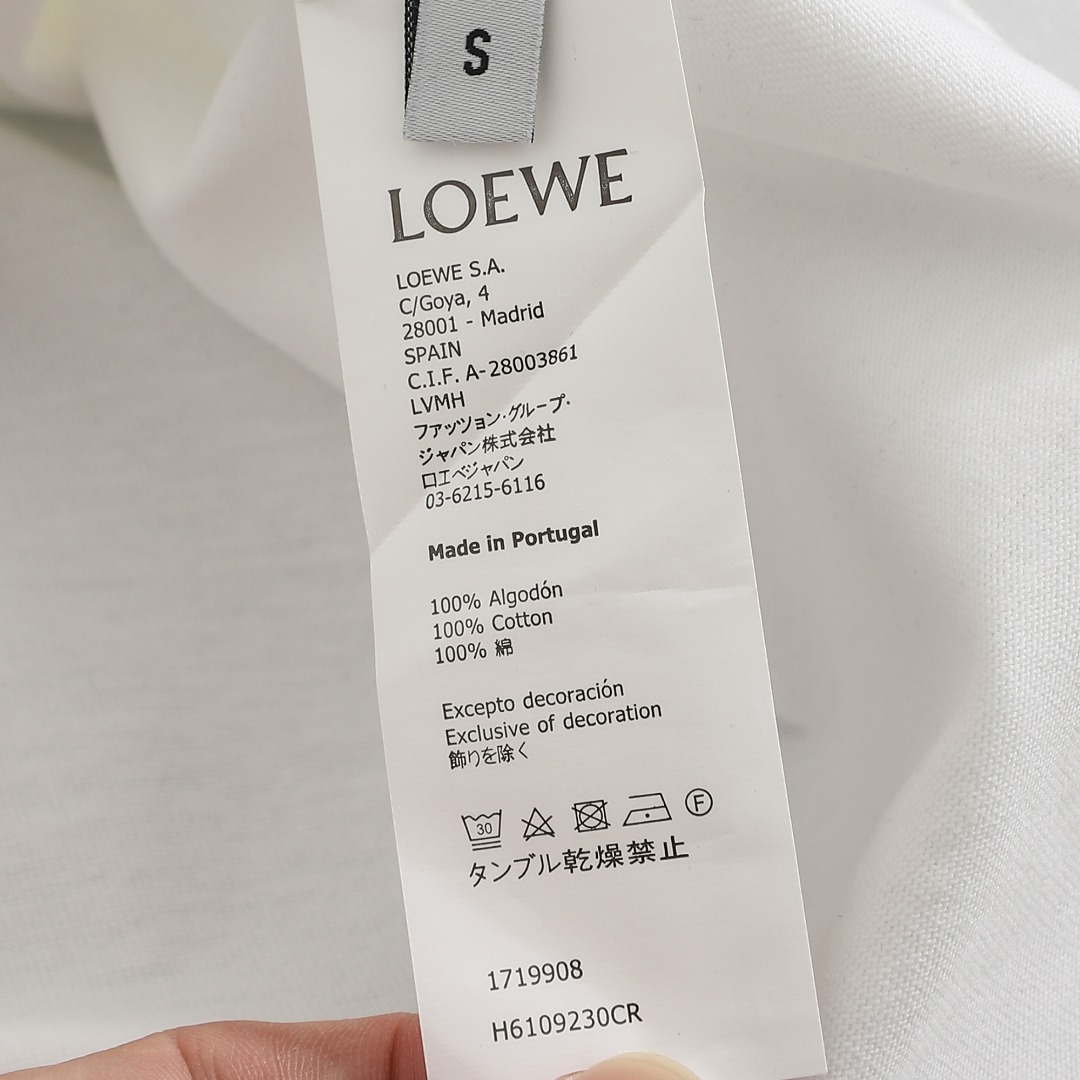 S
LOEWE
LOEWE S.A.
C/Goya, 4
28001 - Madrid
SPAIN
C.I.F. A-28003861
LVMH
ファッツョン・グループ・
ジャパン株式会社
ロエベジャパン
03-6215-6116
Made in Portugal
100% Algodón
100% Cotton
100% 綿
Excepto decoración
Exclusive of decoration
飾りを除く
30
F
タンブル乾燥禁止
1719908
H6109230CR